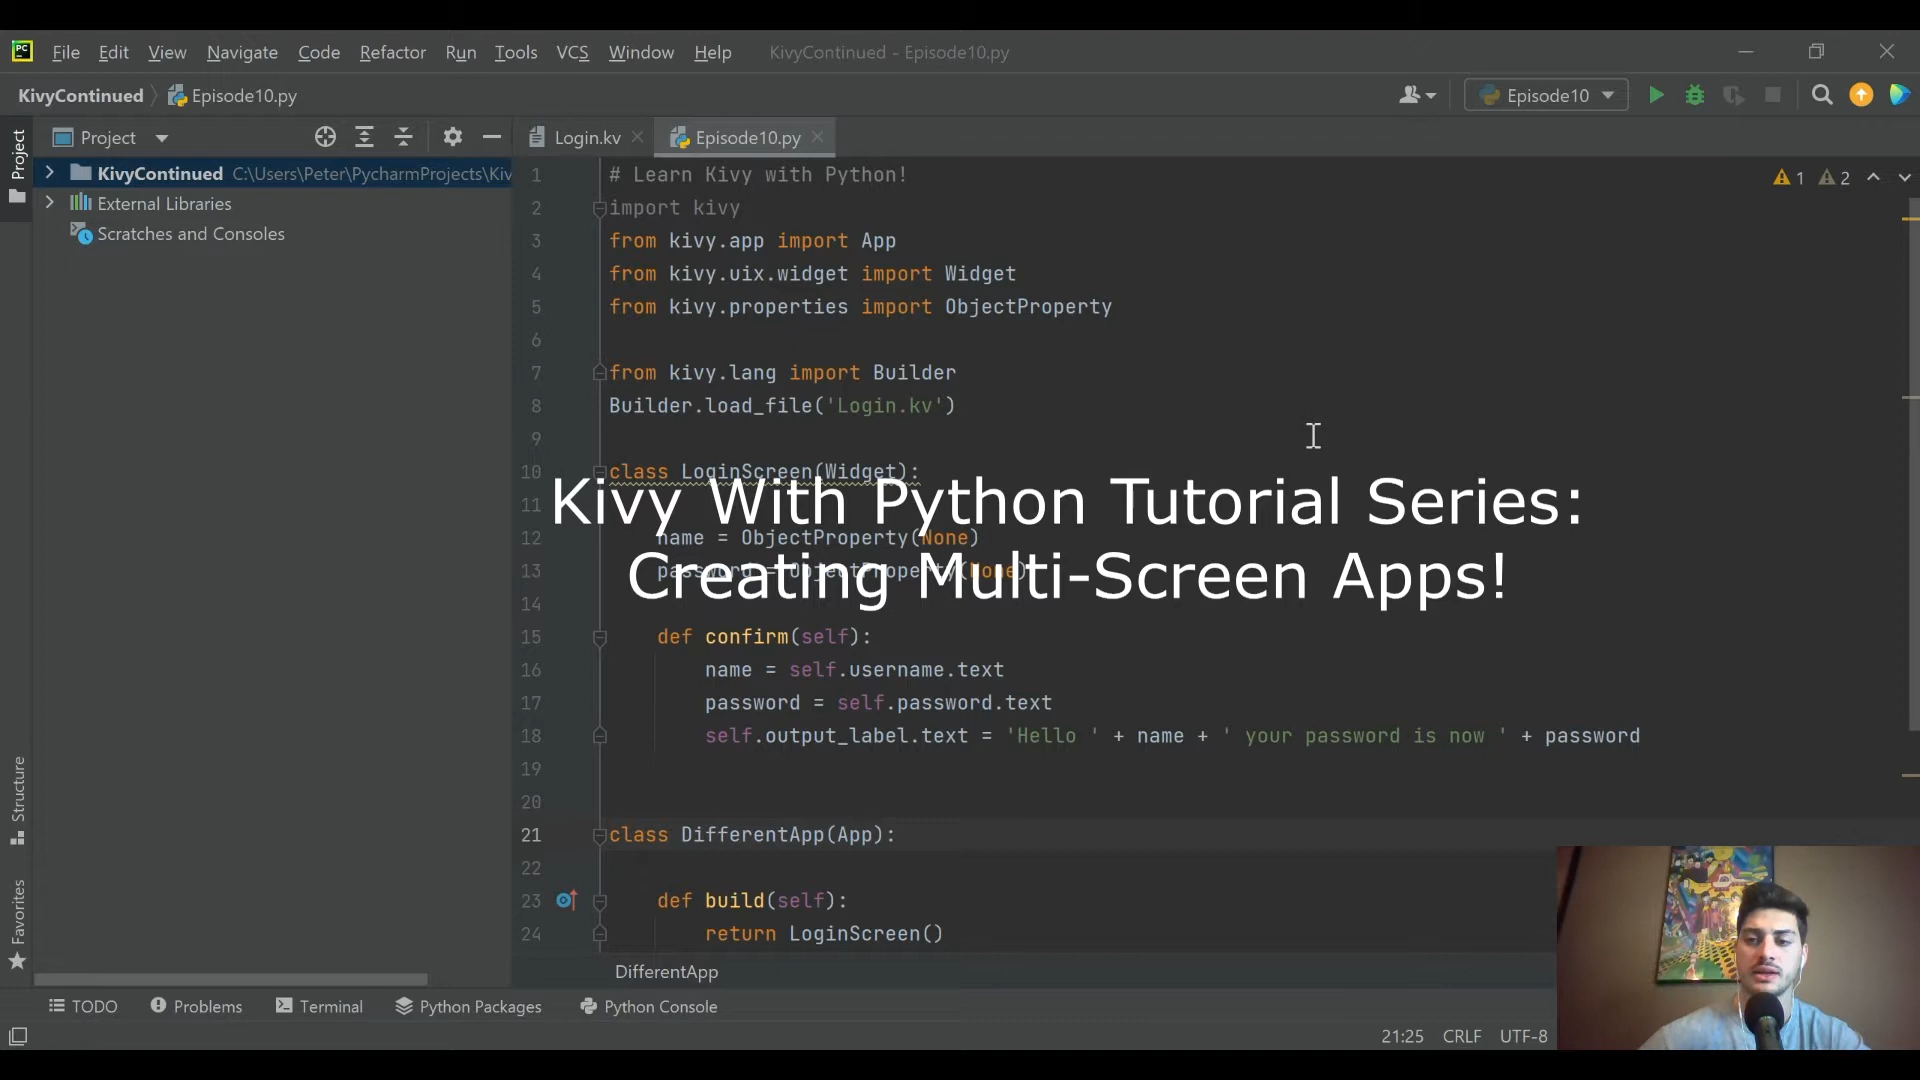 PC File Edit View Navigate Code Refactor Run Tools VCS Window Help KivyContinued - Episode10.py
KivyContinued Episode10.py Episode10
Project Project Login.kv Episode10.py
KivyContinued C:\Users\Peter\PycharmProjects\Kiv
External Libraries
Scratches and Consoles
1 2
1 # Learn Kivy with Python!
2 import kivy
3 from kivy.app import App
4 from kivy.uix.widget import Widget
5 from kivy.properties import ObjectProperty
6
7 from kivy.lang import Builder
8 Builder.load_file('Login.kv')
9
10 class LoginScreen(Widget):
Kivy With Python Tutorial Series:
Creating Multi-Screen Apps!
11
12 name = ObjectProperty(None)
13 password = ObjectProperty(None)
14
15 def confirm(self):
16 name = self.username.text
17 password = self.password.text
18 self.output_label.text = 'Hello ' + name + ' your password is now ' + password
19
20
21 class DifferentApp(App):
22
23 def build(self):
24 return LoginScreen()
DifferentApp
Structure
Favorites
TODO Problems Terminal Python Packages Python Console
21:25 CRLF UTF-8